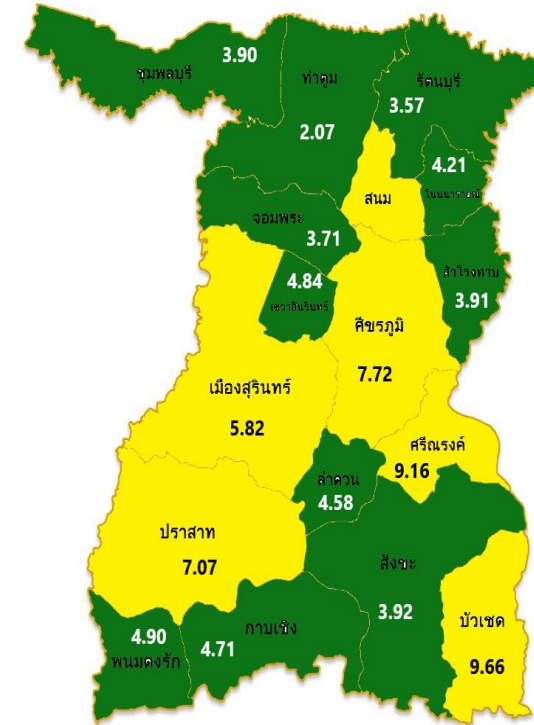 ชุมพลบุรี
3.90
ท่าตูม
2.07
รัตนบุรี
3.57
4.21
โนนนารายณ์
สนม
จอมพระ
3.71
4.84
เขวาสินรินทร์
สำโรงทาบ
3.91
ศีขรภูมิ
7.72
เมืองสุรินทร์
5.82
ศรีณรงค์
9.16
ลำดวน
4.58
ปราสาท
7.07
สังขะ
3.92
บัวเชด
9.66
4.90
พนมดงรัก
กาบเชิง
4.71